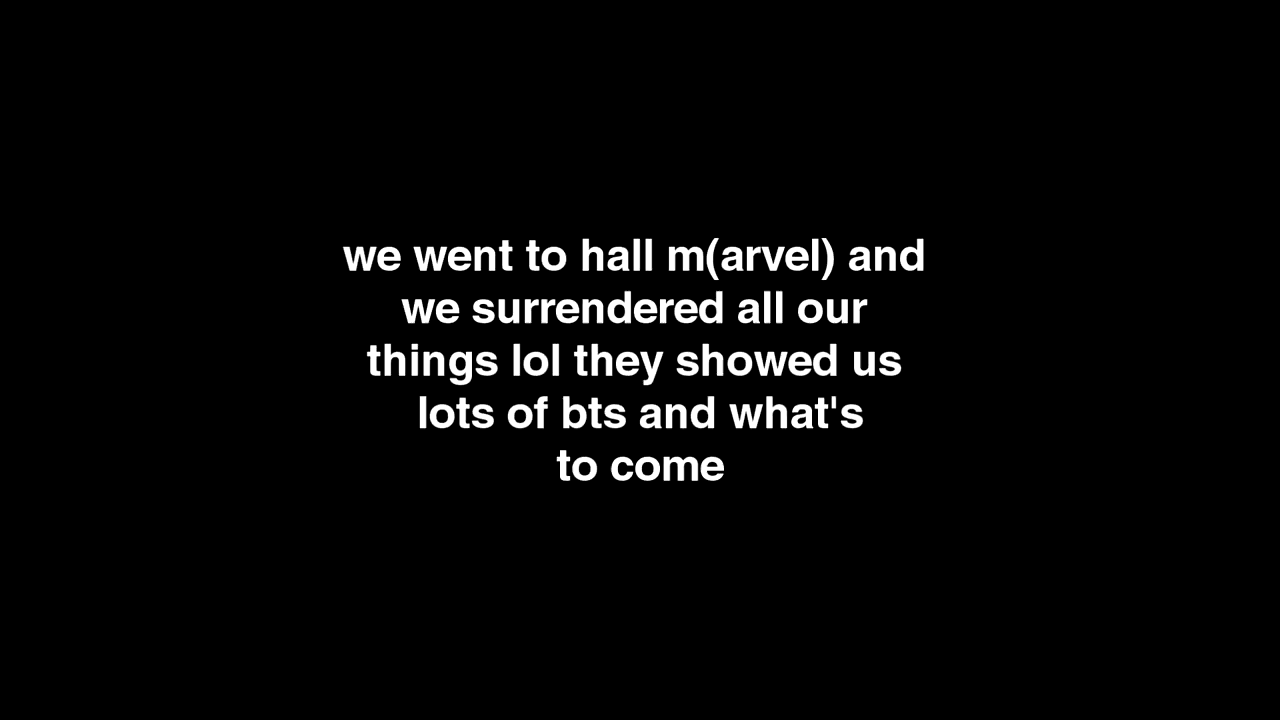 we went to hall m(arvel) and
we surrendered all our
things lol they showed us
lots of bts and what's
to come